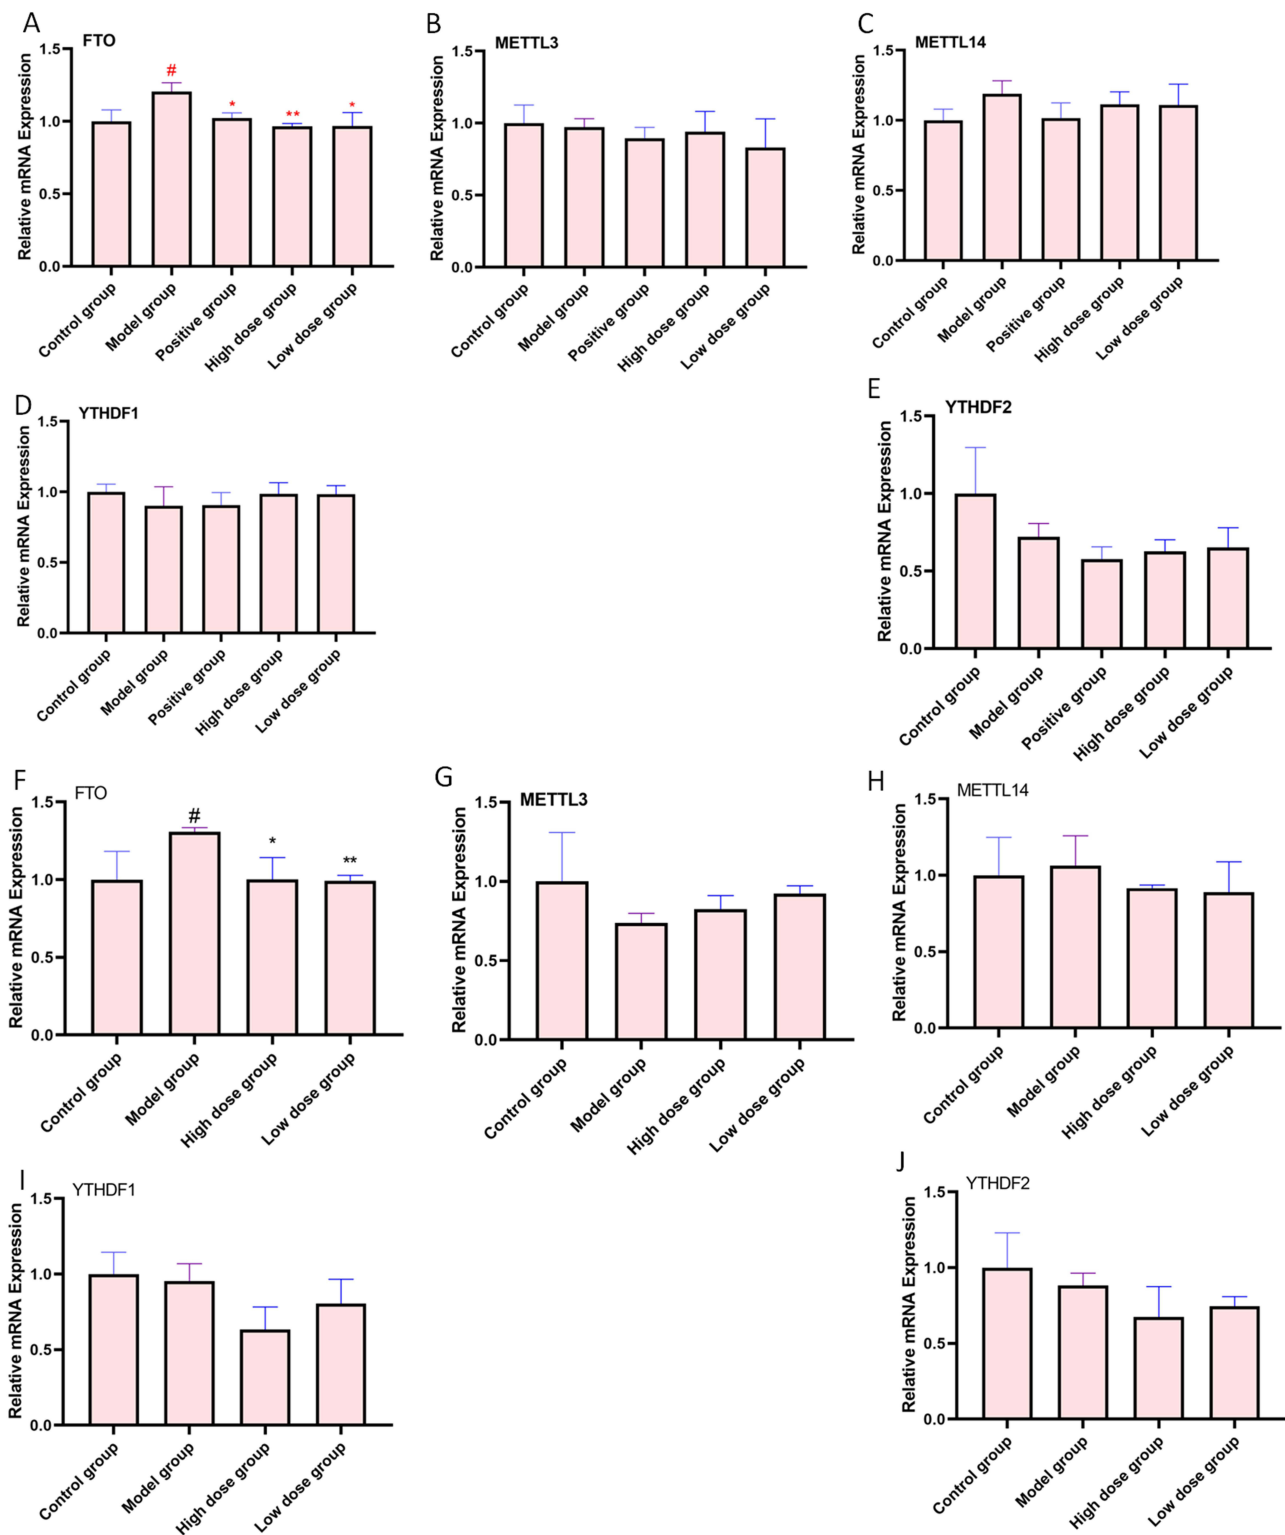 A
FTO
Relative mRNA Expression
1.5
1.0
0.5
0.0
#
*
**
*
Control group
Model group
Positive group
High dose group
Low dose group
B
METTL3
Relative mRNA Expression
1.5
1.0
0.5
0.0
Control group
Model group
Positive group
High dose group
Low dose group
C
METTL14
Relative mRNA Expression
1.5
1.0
0.5
0.0
Control group
Model group
Positive group
High dose group
Low dose group
D
YTHDF1
Relative mRNA Expression
1.5
1.0
0.5
0.0
Control group
Model group
Positive group
High dose group
Low dose group
E
YTHDF2
Relative mRNA Expression
1.5
1.0
0.5
0.0
Control group
Model group
Positive group
High dose group
Low dose group
F
FTO
Relative mRNA Expression
1.5
1.0
0.5
0.0
#
*
**
Control group
Model group
High dose group
Low dose group
G
METTL3
Relative mRNA Expression
1.5
1.0
0.5
0.0
Control group
Model group
High dose group
Low dose group
H
METTL14
Relative mRNA Expression
1.5
1.0
0.5
0.0
Control group
Model group
High dose group
Low dose group
I
YTHDF1
Relative mRNA Expression
1.5
1.0
0.5
0.0
Control group
Model group
High dose group
Low dose group
J
YTHDF2
Relative mRNA Expression
1.5
1.0
0.5
0.0
Control group
Model group
High dose group
Low dose group